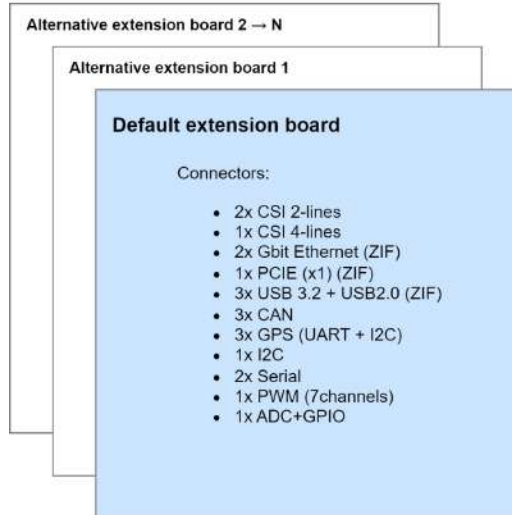 Alternative extension board 2 → N
Alternative extension board 1
Default extension board
Connectors:
• 2x CSI 2-lines
• 1x CSI 4-lines
• 2x Gbit Ethernet (ZIF)
• 1x PCIE (x1) (ZIF)
• 3x USB 3.2 + USB2.0 (ZIF)
• 3x CAN
• 3x GPS (UART + I2C)
• 1x I2C
• 2x Serial
• 1x PWM (7channels)
• 1x ADC+GPIO